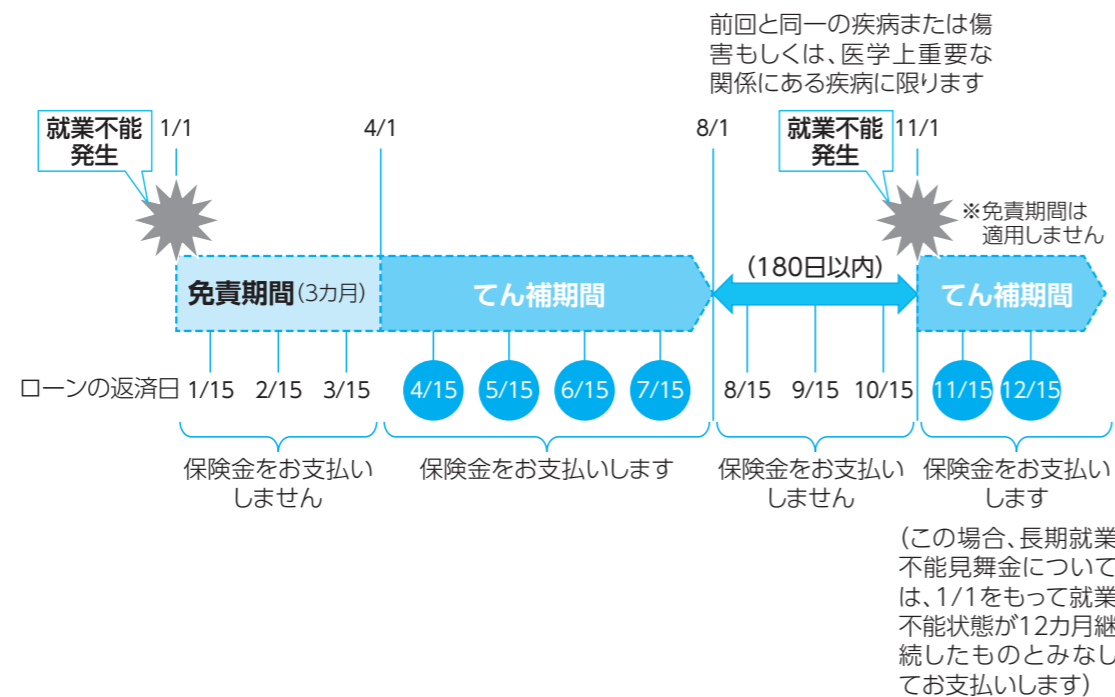 前回と同一の疾病または傷
害もしくは、医学上重要な
関係にある疾病に限ります
就業不能
発生
1/1
4/1
8/1
就業不能
発生
11/1
※免責期間は
適用しません
免責期間(3カ月)
てん補期間
(180日以内)
てん補期間
ローンの返済日 1/15 2/15 3/15 4/15 5/15 6/15 7/15 8/15 9/15 10/15 11/15 12/15
保険金をお支払い
しません
保険金をお支払いします
保険金をお支払い
しません
保険金をお支払い
します
(この場合、長期就業
不能見舞金について
は、1/1をもって就業
不能状態が12カ月継
続したものとみなし
てお支払いします)